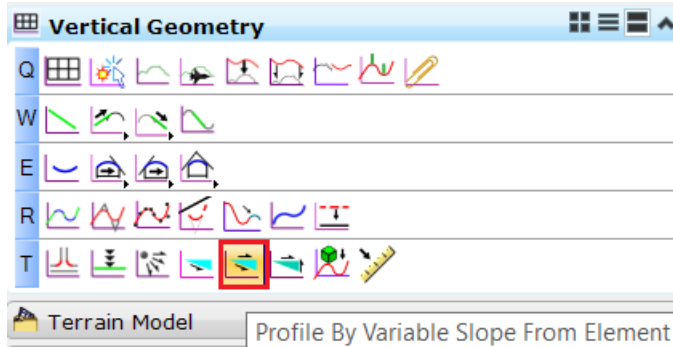 Vertical Geometry
Q
W
E
R
T
Terrain Model
Profile By Variable Slope From Element